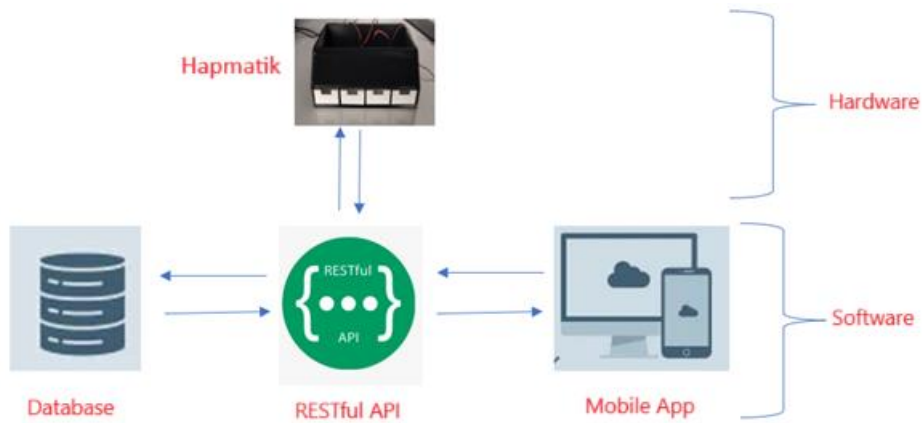 Hapmatik
Hardware
RESTful
API
Software
Database
RESTful API
Mobile App